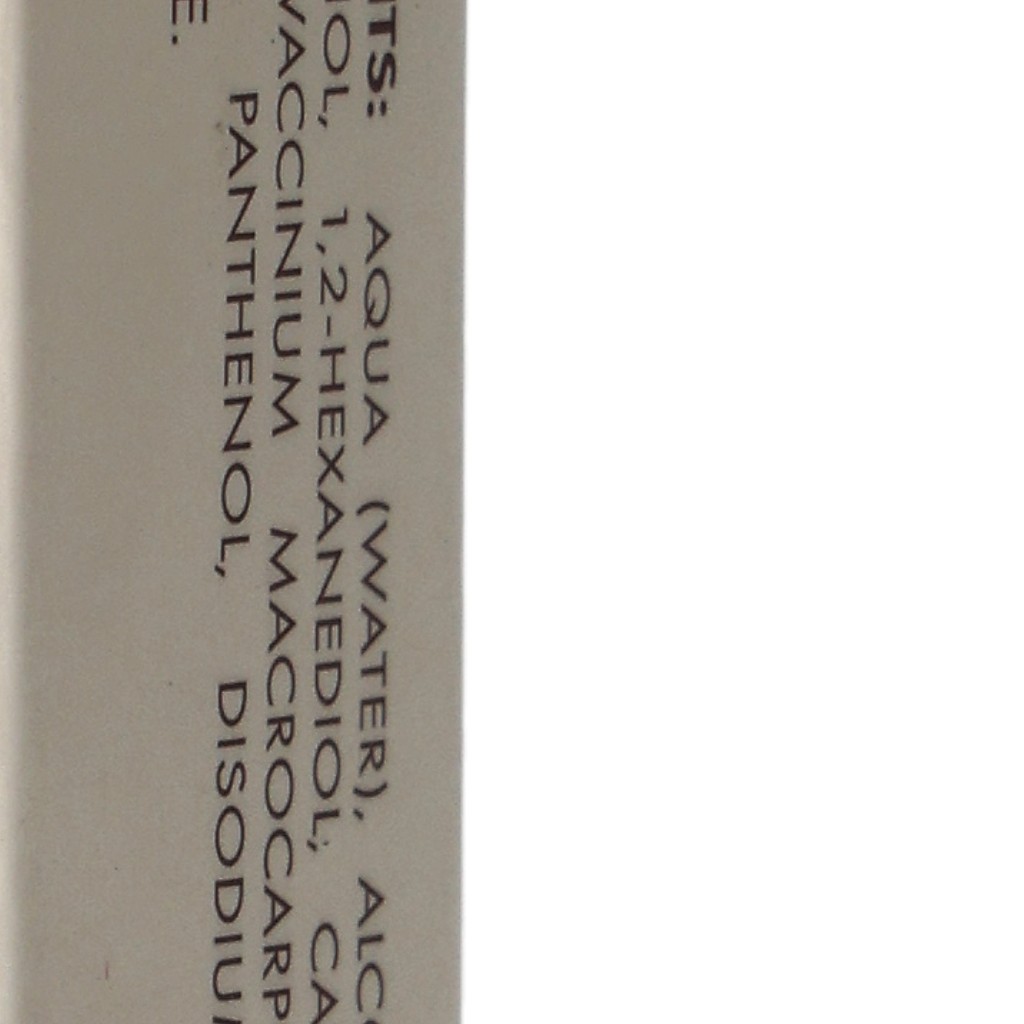 TS: AQUA (WATER), ALC
OL, 1,2-HEXANEDIOL, CA
VACCINIUM MACROCARP
PANTHENOL, DISODIU
E.